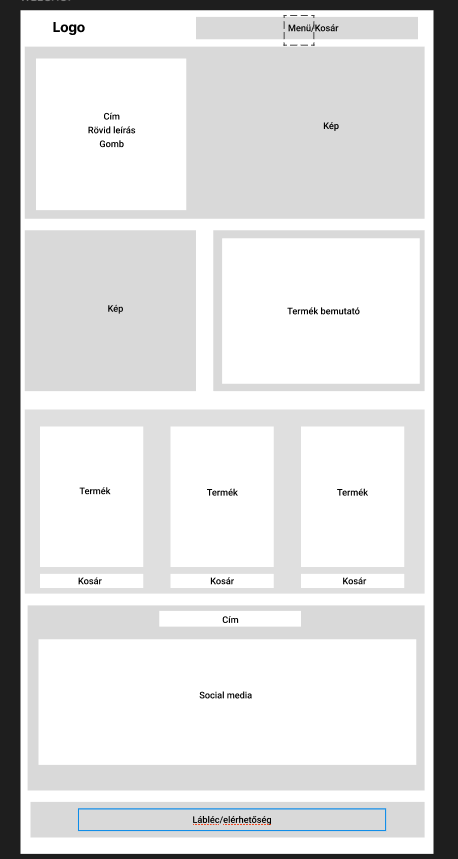 Logo
Menü/Kosár
Cím
Rövid leírás
Gomb
Kép
Kép
Termék bemutató
Termék
Termék
Termék
Kosár
Kosár
Kosár
Cím
Social media
Lábléc/elérhetőség